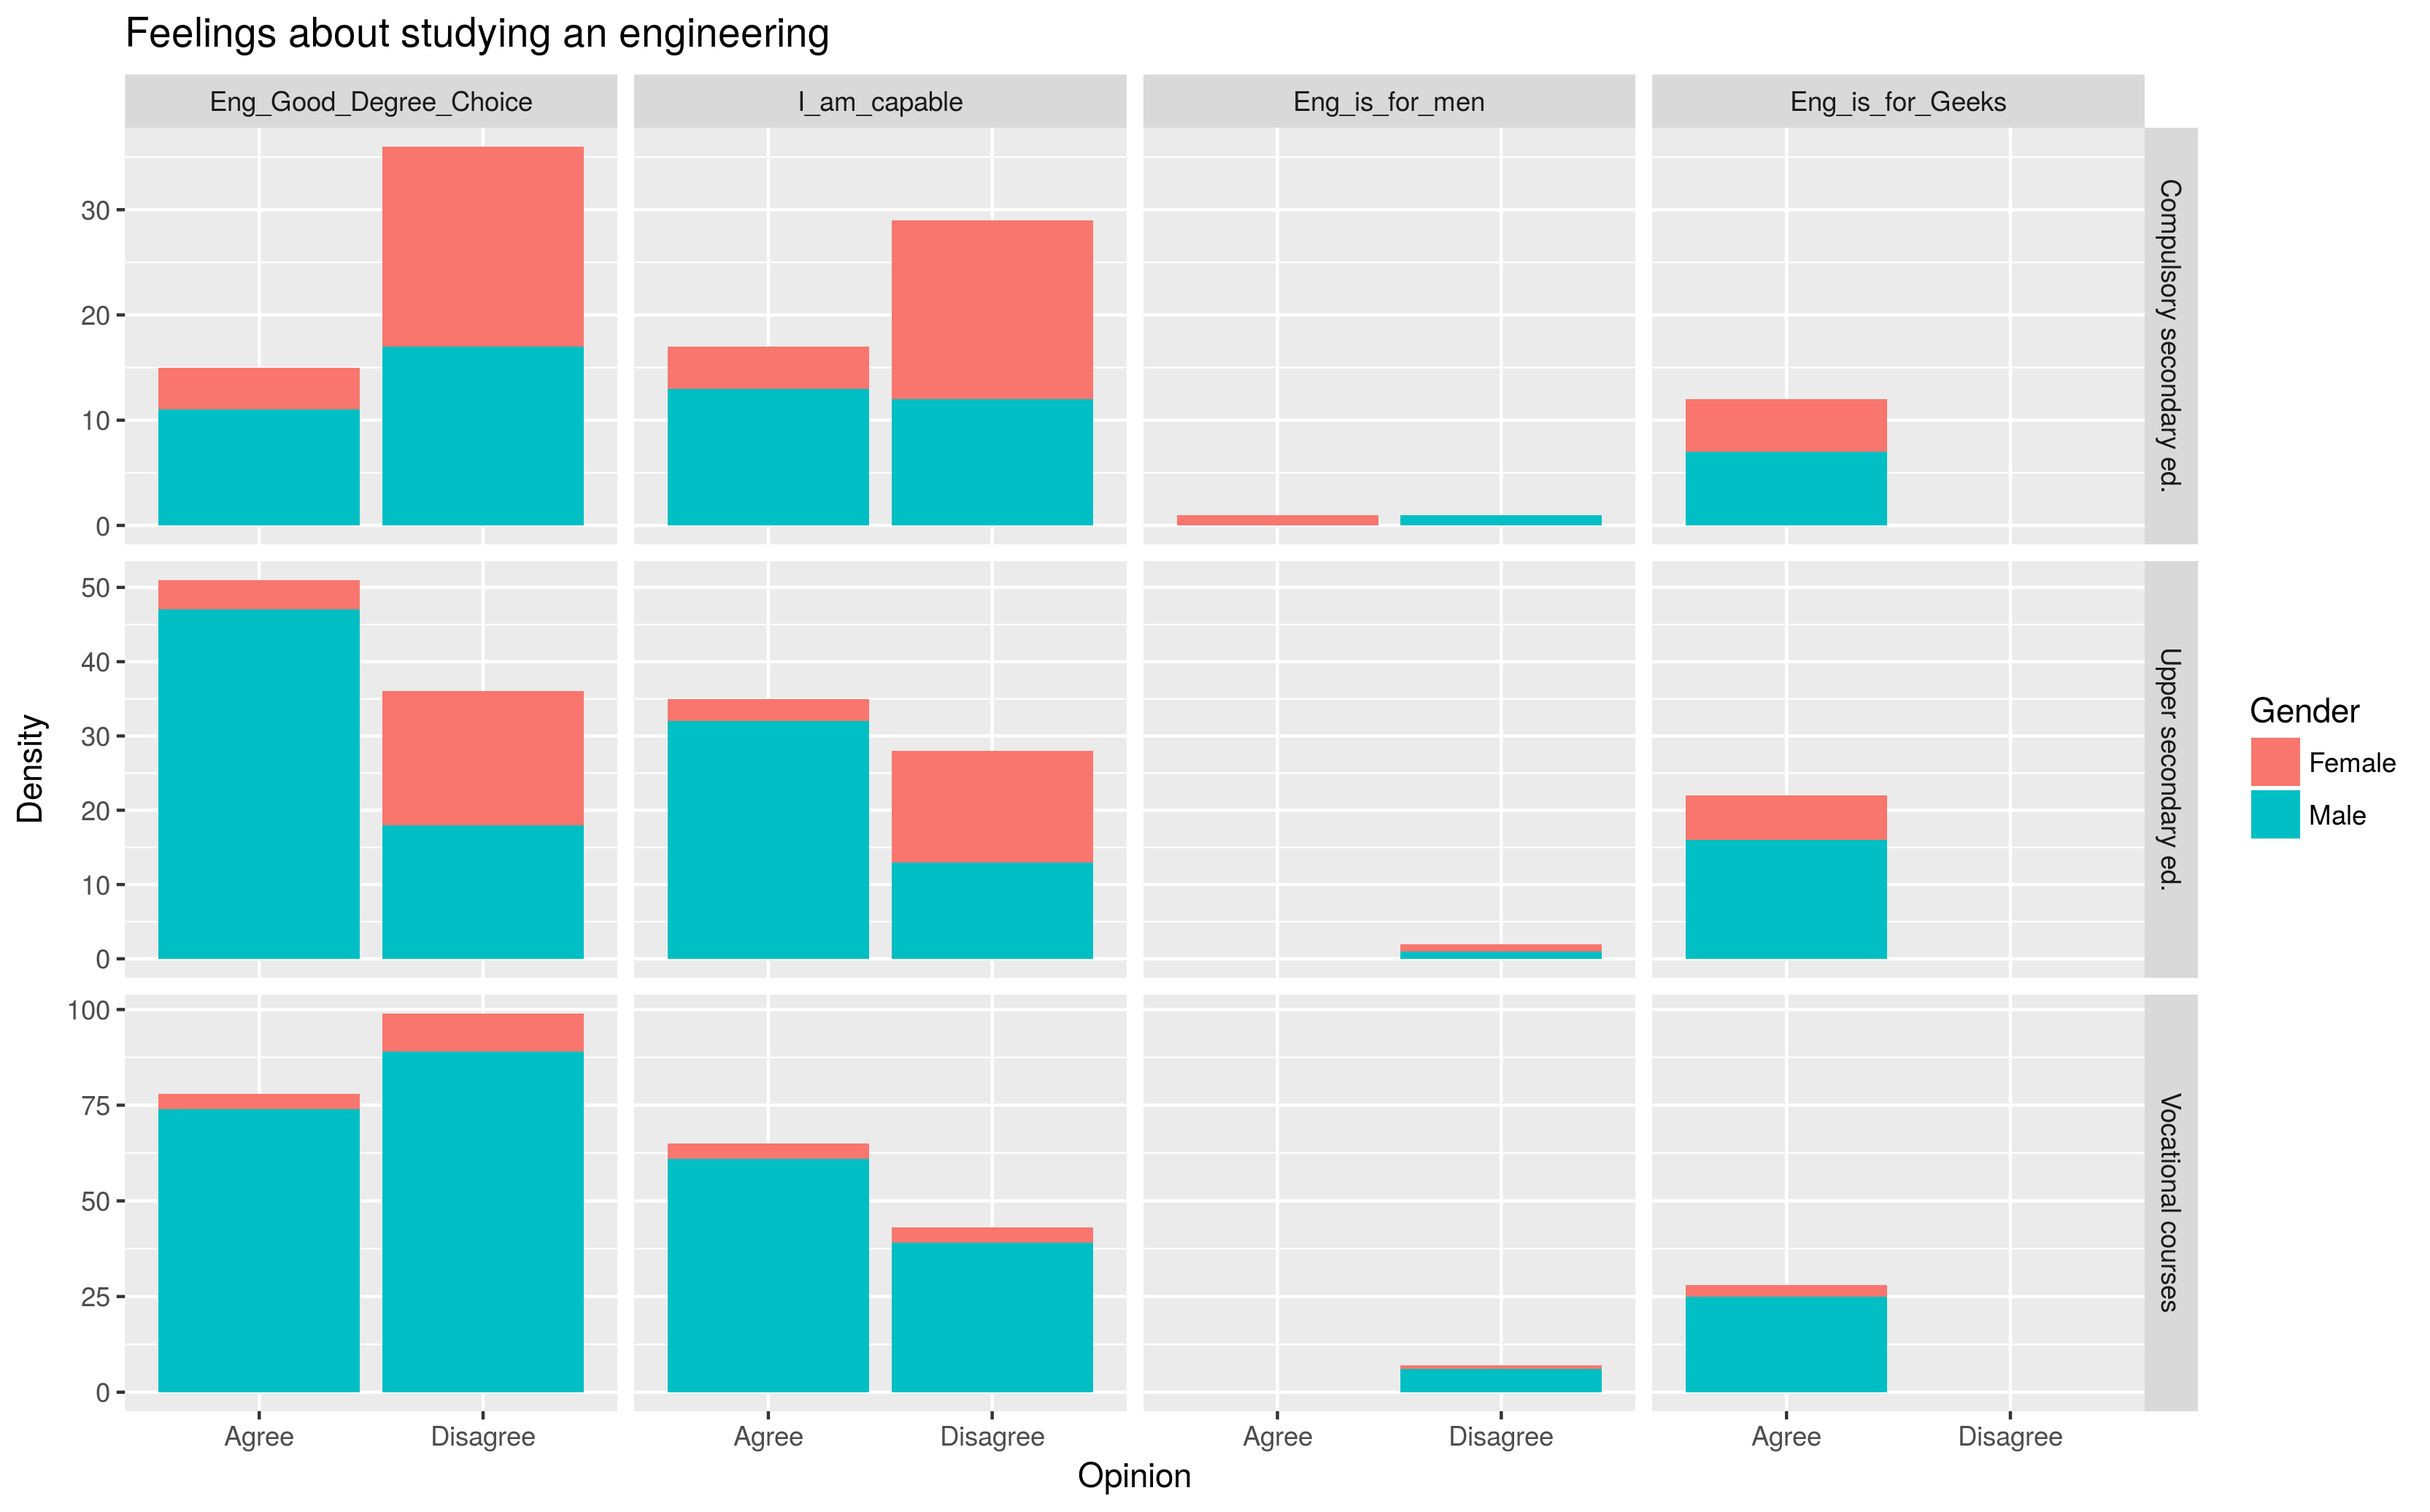 Feelings about studying an engineering
Eng_Good_Degree_Choice
I_am_capable
Eng_is_for_men
Eng_is_for_Geeks
Density
30
20
10
0
Compulsory secondary ed.
50
40
30
20
10
0
Upper secondary ed.
100
75
50
25
0
Vocational courses
Agree
Disagree
Agree
Disagree
Agree
Disagree
Agree
Disagree
Opinion
Gender
Female
Male